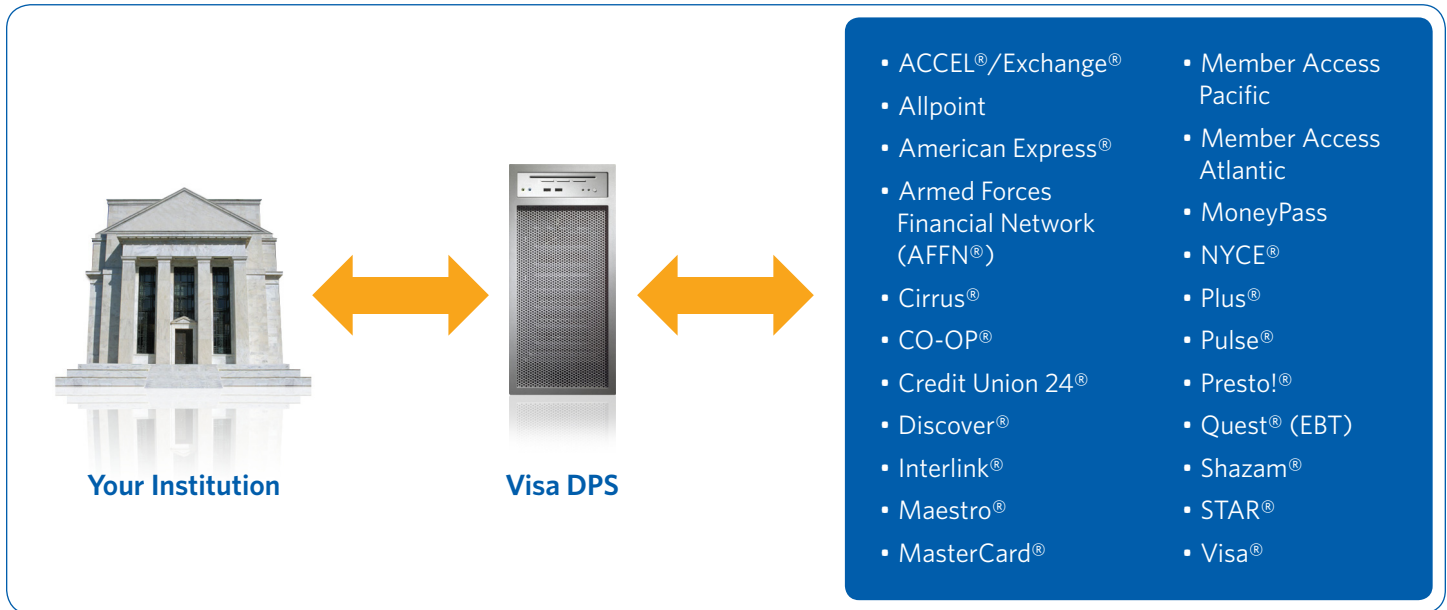 Your Institution
Visa DPS
• ACCEL®/Exchange®
• Allpoint
• American Express®
• Armed Forces
Financial Network
(AFFN®)
• Cirrus®
• CO-OP®
• Credit Union 24®
• Discover®
• Interlink®
• Maestro®
• MasterCard®
• Member Access
Pacific
• Member Access
Atlantic
• MoneyPass
• NYCE®
• Plus®
• Pulse®
• Presto!®
• Quest® (EBT)
• Shazam®
• STAR®
• Visa®